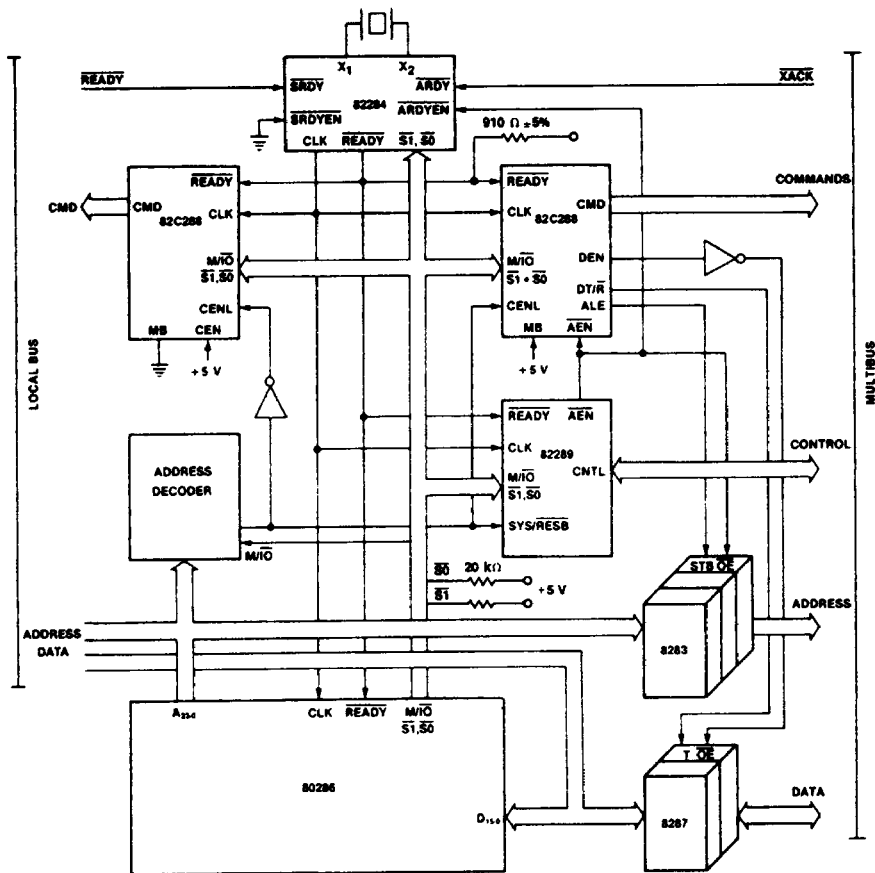 X1 X2
READY
SRDY
ARDY
XACK
82284
SRDYEN
ARDYEN
CLK READY S1, S0
910 Ω ± 5%
READY
CMD
CMD
82C288
CLK
M/IO
S1,S0
CENL
MB CEN
+5 V
READY
CMD
COMMANDS
82C288
CLK
DEN
M/IO
S1 • S0
DT/R
ALE
CENL
MB AEN
+5 V
LOCAL BUS
MULTIBUS
ADDRESS
DECODER
M/IO
READY AEN
CLK
82289
CNTL
CONTROL
M/IO
S1,S0
SYS/RESB
S0 20 kΩ
S1
+5 V
STB OE
ADDRESS
8283
ADDRESS
DATA
A23-0
CLK READY M/IO
S1,S0
80286
D15-0
T OE
8287
DATA